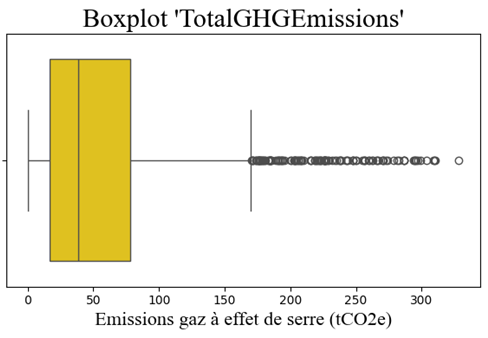 Boxplot 'TotalGHGEmissions'
0 50 100 150 200 250 300
Emissions gaz à effet de serre (tCO2e)